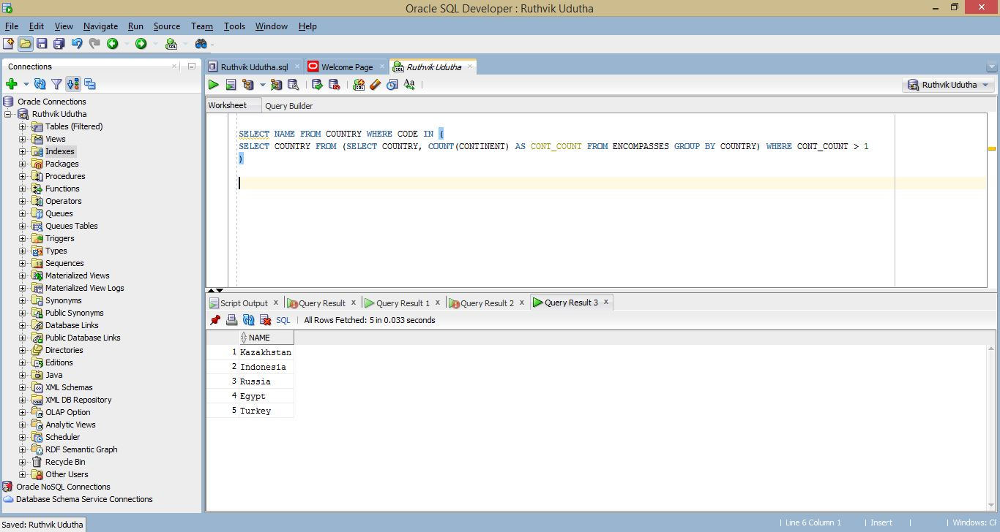 Oracle SQL Developer : Ruthvik Udutha
File Edit View Navigate Run Source Team Tools Window Help
Connections
Ruthvik Udutha.sql
Welcome Page
Ruthvik Udutha
Ruthvik Udutha
Worksheet
Query Builder
Oracle Connections
Ruthvik Udutha
Tables (Filtered)
Views
Indexes
Packages
Procedures
Functions
Operators
Queues
Queues Tables
Triggers
Types
Sequences
Materialized Views
Materialized View Logs
Synonyms
Public Synonyms
Database Links
Public Database Links
Directories
Editions
Java
XML Schemas
XML DB Repository
OLAP Option
Analytic Views
Scheduler
RDF Semantic Graph
Recycle Bin
Other Users
Oracle NoSQL Connections
Database Schema Service Connections
SELECT NAME FROM COUNTRY WHERE CODE IN (
SELECT COUNTRY FROM (SELECT COUNTRY, COUNT(CONTINENT) AS CONT_COUNT FROM ENCOMPASSES GROUP BY COUNTRY) WHERE CONT_COUNT > 1
)
Script Output x Query Result x Query Result 1 x Query Result 2 x Query Result 3 x
SQL | All Rows Fetched: 5 in 0.033 seconds
NAME
1 Kazakhstan
2 Indonesia
3 Russia
4 Egypt
5 Turkey
Saved: Ruthvik Udutha
| Line 6 Column 1 | Insert | | Windows: CR